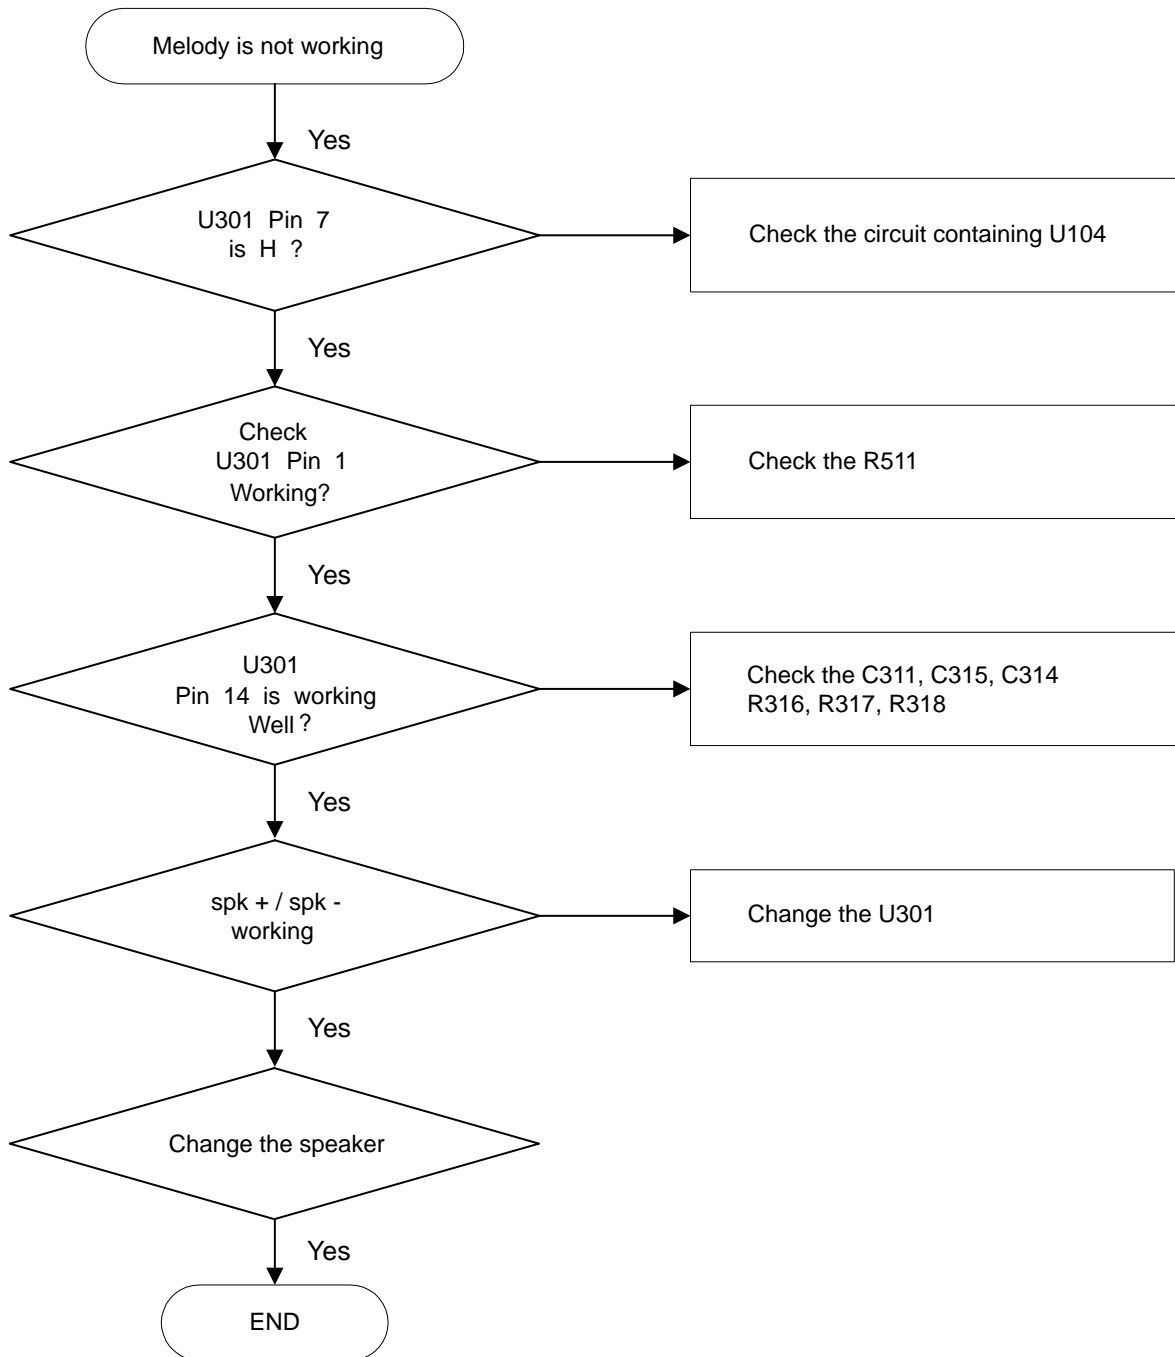 Melody is not working
Yes
U301 Pin 7
is H ?
Check the circuit containing U104
Yes
Check
U301 Pin 1
Working?
Check the R511
Yes
U301
Pin 14 is working
Well ?
Check the C311, C315, C314
R316, R317, R318
Yes
spk + / spk -
working
Change the U301
Yes
Change the speaker
Yes
END